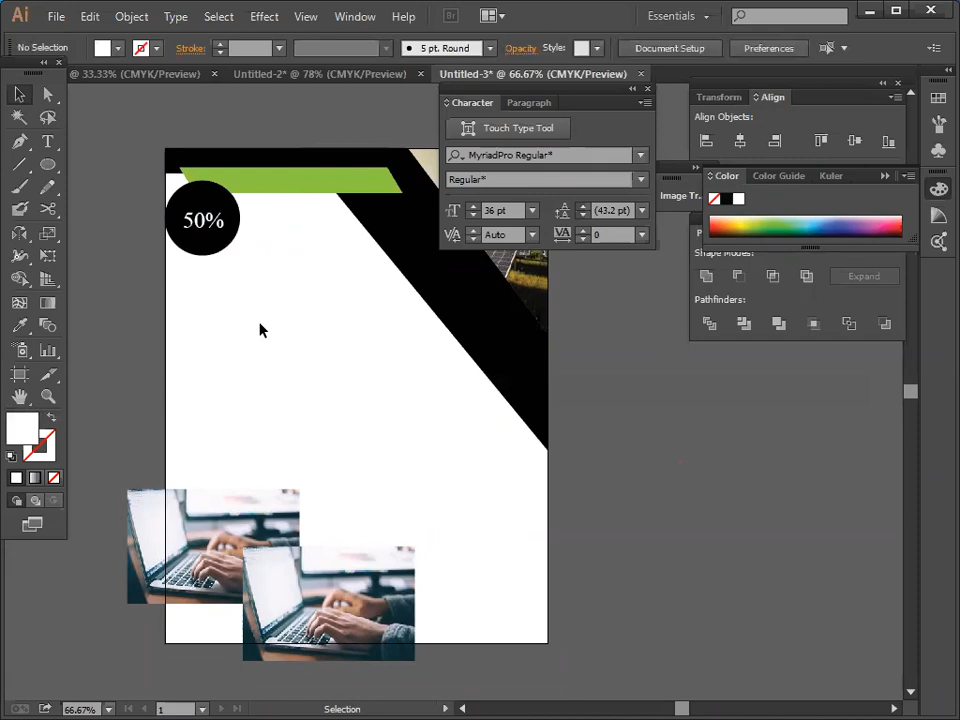 Ai File Edit Object Type Select Effect View Window Help Br Essentials
No Selection Stroke: 5 pt. Round Opacity Style: Document Setup Preferences
@ 33.33% (CMYK/Preview) × Untitled-2* @ 78% (CMYK/Preview) × Untitled-3* @ 66.67% (CMYK/Preview) ×
Character Paragraph
Touch Type Tool
MyriadPro Regular*
Regular*
36 pt (43.2 pt)
Auto 0
Transform Align
Align Objects:
Image Tr
Color Color Guide Kuler
Shape Modes:
Expand
Pathfinders:
50%
66.67% 1 Selection